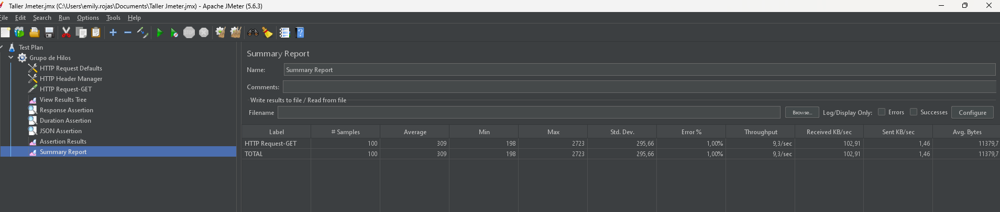 Taller Jmeter.jmx (C:\Users\emily.rojas\Documents\Taller Jmeter.jmx) - Apache JMeter (5.6.3)
File Edit Search Run Options Tools Help
STOP
Test Plan
Grupo de Hilos
HTTP Request Defaults
HTTP Header Manager
HTTP Request-GET
View Results Tree
Response Assertion
Duration Assertion
JSON Assertion
Assertion Results
Summary Report
Summary Report
Name: Summary Report
Comments:
Write results to file / Read from file
Filename Browse... Log/Display Only: Errors Successes Configure
Label # Samples Average Min Max Std. Dev. Error % Throughput Received KB/sec Sent KB/sec Avg. Bytes
HTTP Request-GET 100 309 198 2723 295,66 1,00% 9,3/sec 102,91 1,46 11379,7
TOTAL 100 309 198 2723 295,66 1,00% 9,3/sec 102,91 1,46 11379,7